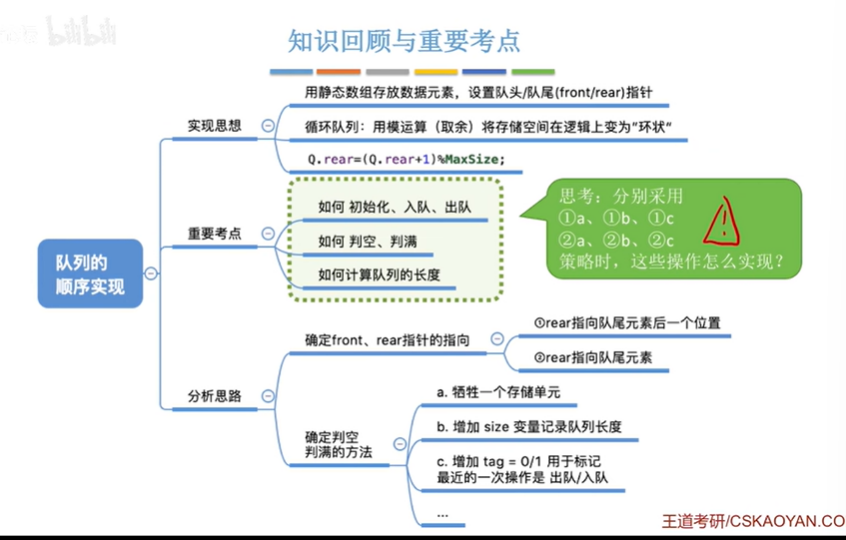 bilibili
知识回顾与重要考点
队列的
顺序实现
实现思想
用静态数组存放数据元素，设置队头/队尾(front/rear)指针
循环队列：用模运算（取余）将存储空间在逻辑上变为“环状”
Q.rear=(Q.rear+1)%MaxSize;
重要考点
如何 初始化、入队、出队
如何 判空、判满
如何计算队列的长度
思考：分别采用
①a、①b、①c
②a、②b、②c
策略时，这些操作怎么实现？
分析思路
确定front、rear指针的指向
①rear指向队尾元素后一个位置
②rear指向队尾元素
确定判空
判满的方法
a. 牺牲一个存储单元
b. 增加 size 变量记录队列长度
c. 增加 tag = 0/1 用于标记
最近的一次操作是 出队/入队
...
王道考研/CSKAOYAN.CO